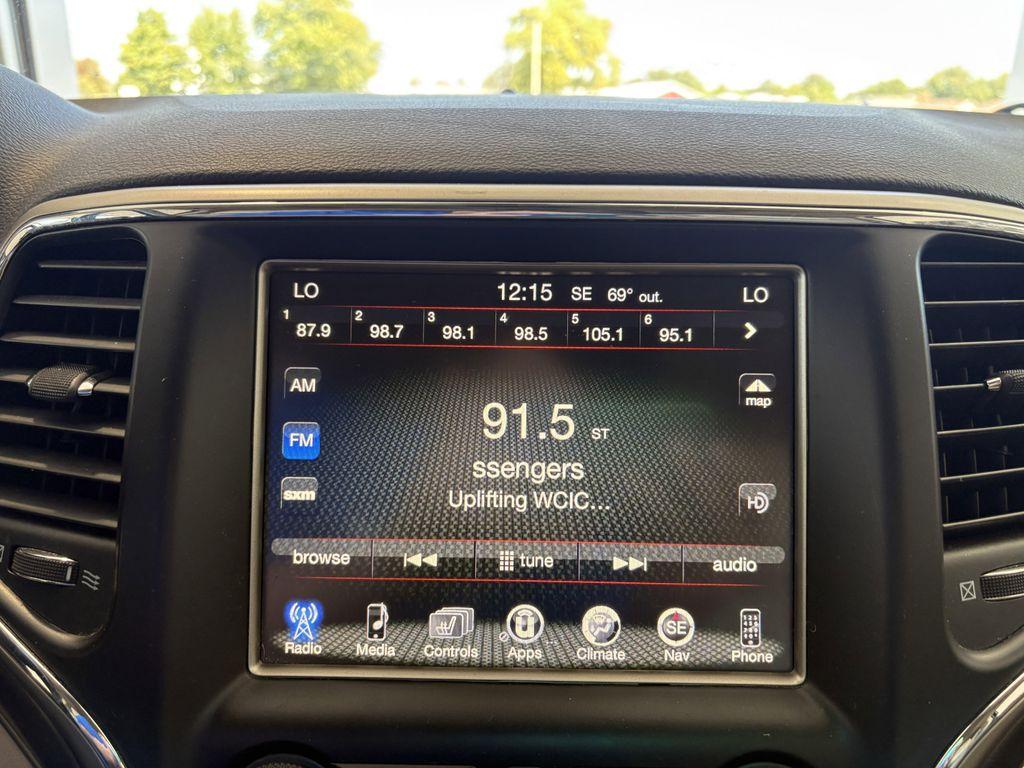 LO 12:15 SE 69° out. LO
1 87.9 2 98.7 3 98.1 4 98.5 5 105.1 6 95.1
AM
map
91.5 ST
FM
ssengers
sxm
Uplifting WCIC...
HD
browse tune audio
SE
Radio Media Controls Apps Climate Nav Phone